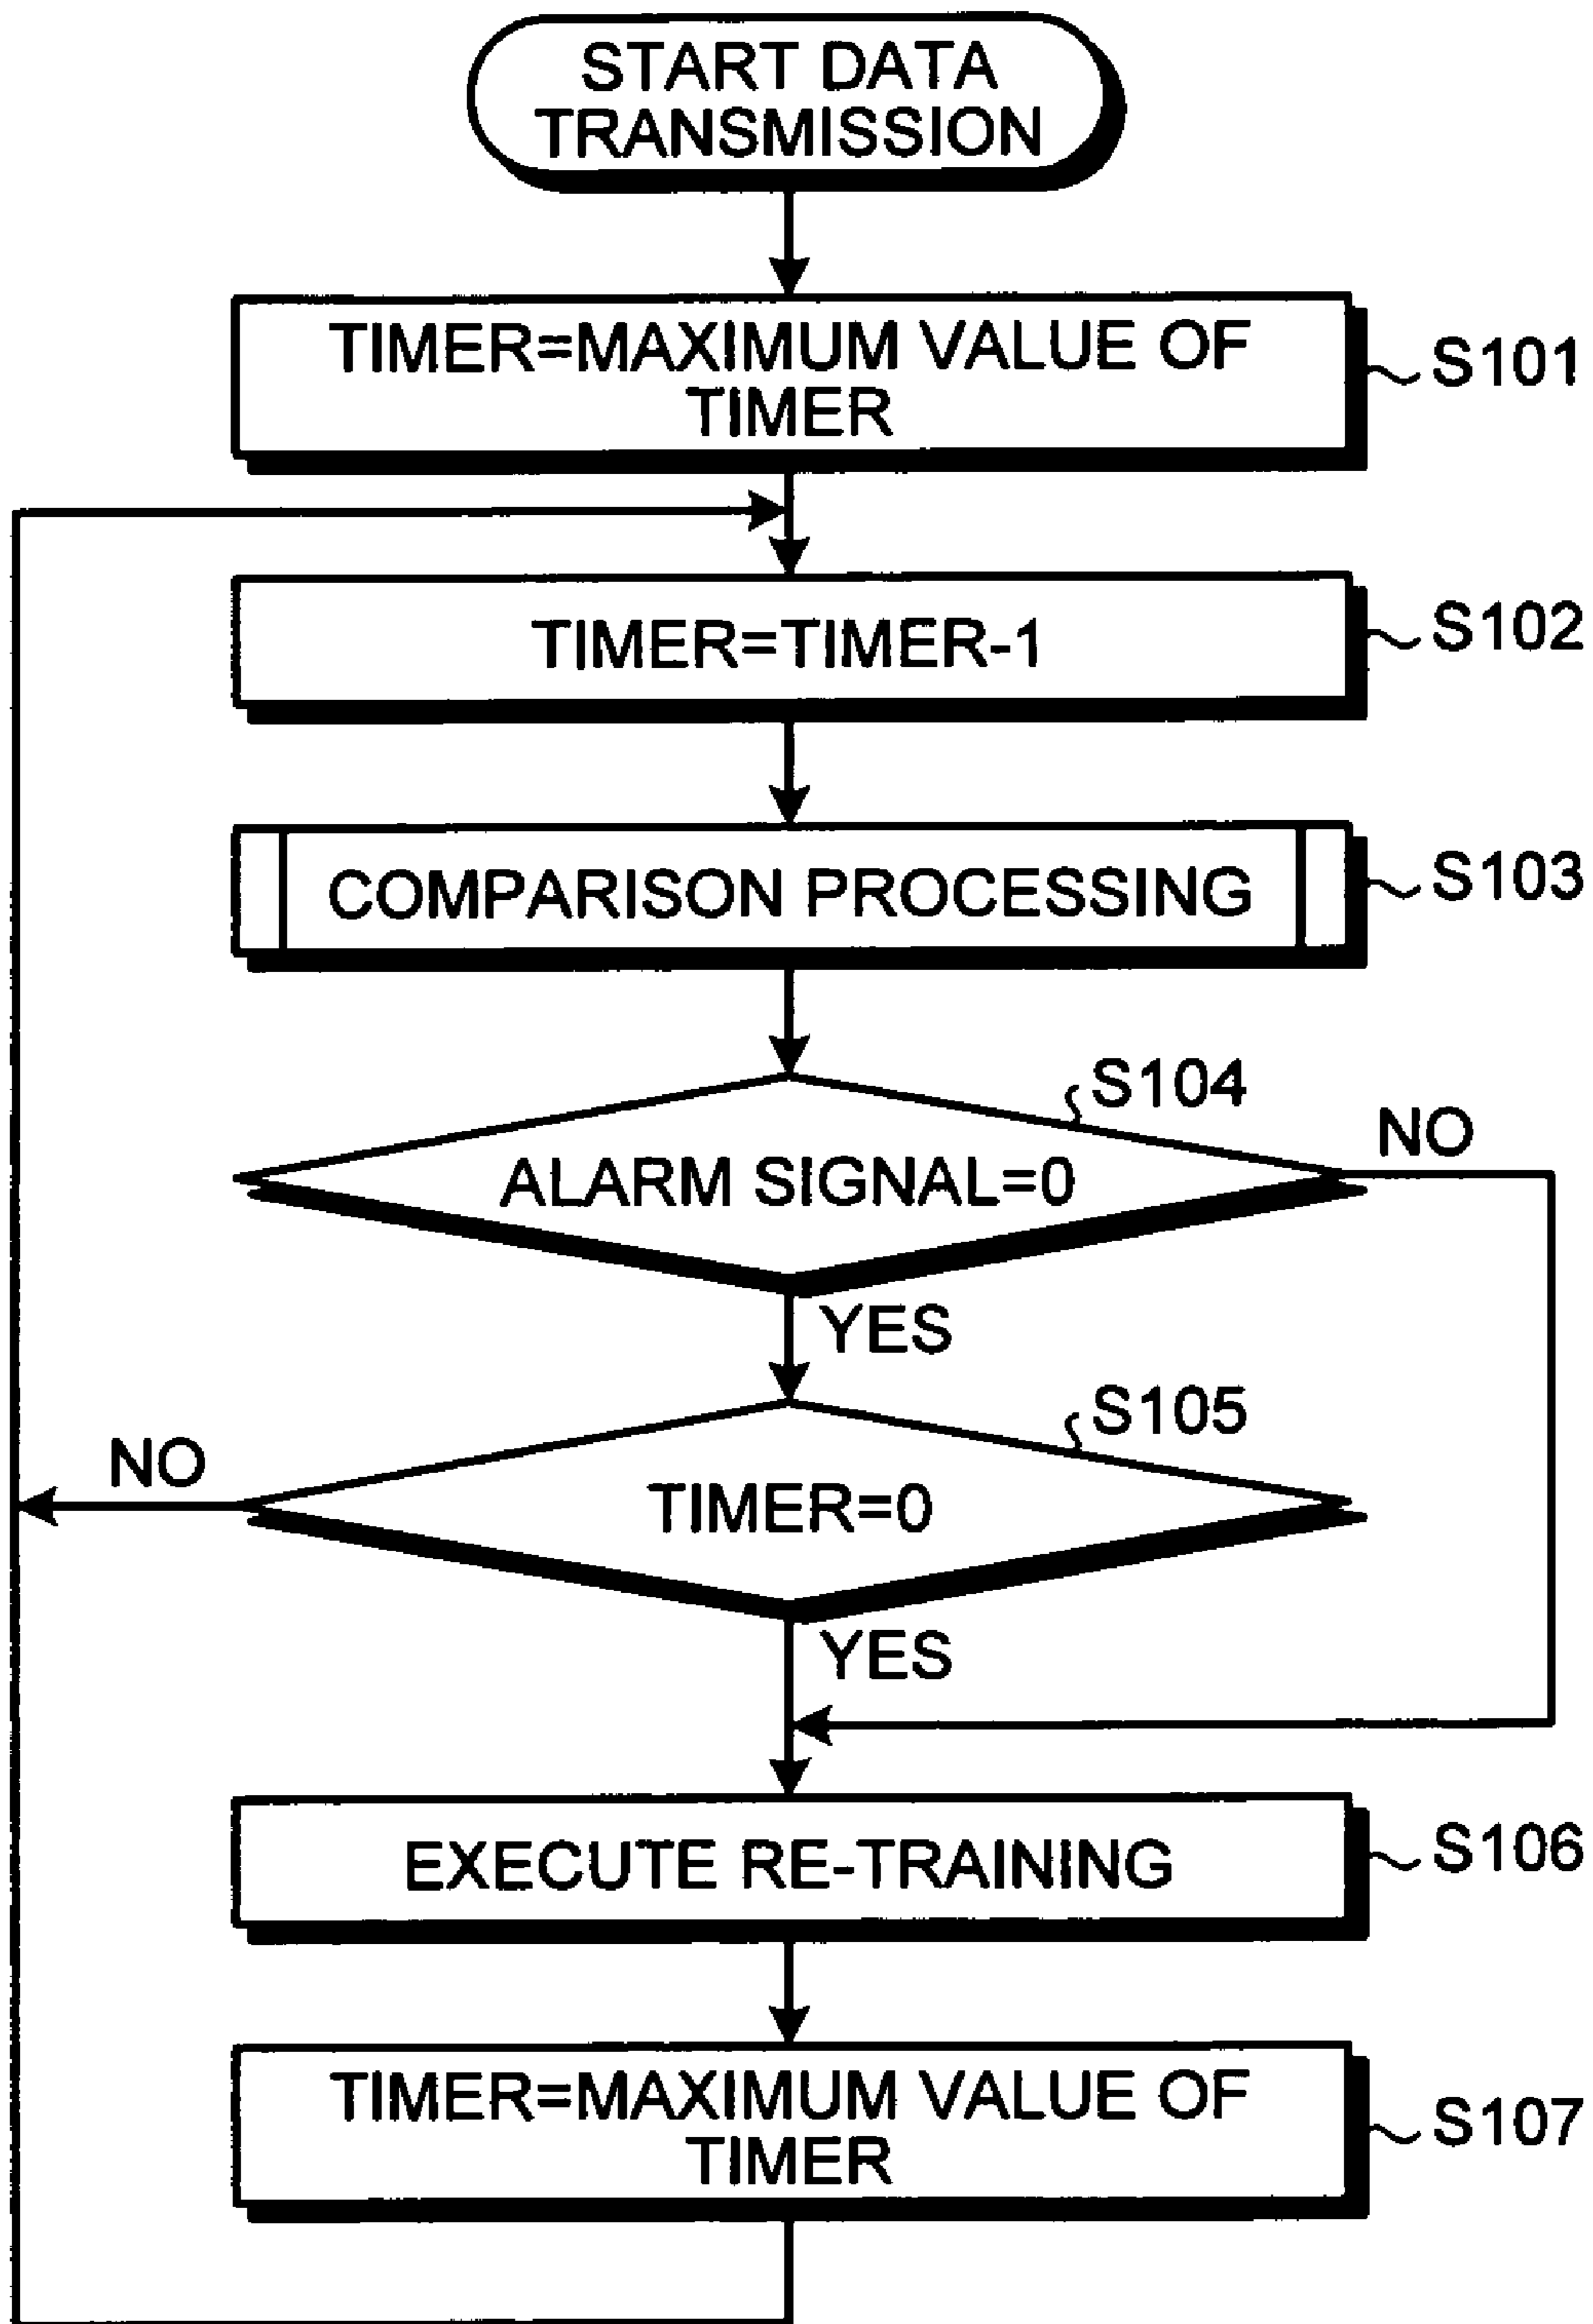 START DATA
TRANSMISSION
TIMER=MAXIMUM VALUE OF
TIMER
S101
TIMER=TIMER-1
S102
COMPARISON PROCESSING
S103
S104
NO
ALARM SIGNAL=0
YES
S105
NO
TIMER=0
YES
EXECUTE RE-TRAINING
S106
TIMER=MAXIMUM VALUE OF
TIMER
S107